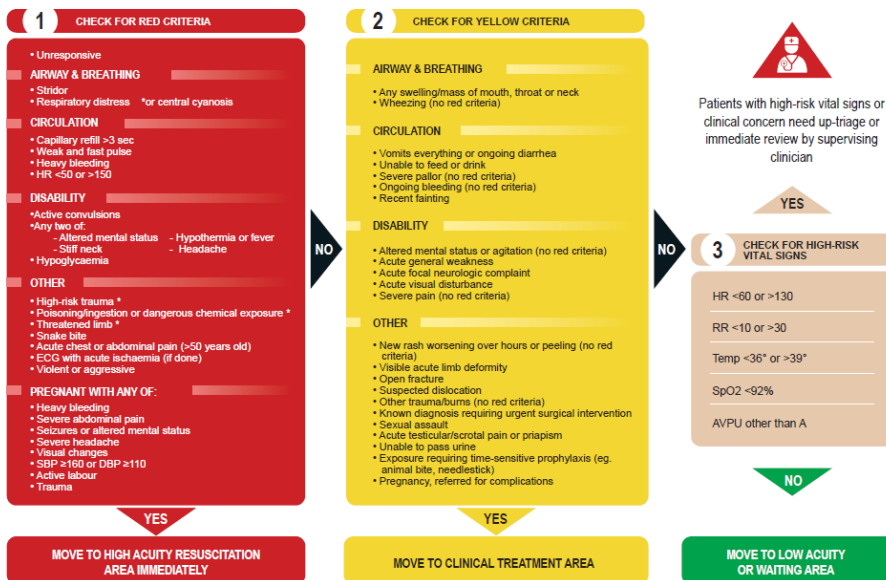 1 CHECK FOR RED CRITERIA
• Unresponsive
AIRWAY & BREATHING
• Stridor
• Respiratory distress *or central cyanosis
CIRCULATION
• Capillary refill >3 sec
• Weak and fast pulse
• Heavy bleeding
• HR <50 or >150
DISABILITY
•Active convulsions
•Any two of:
- Altered mental status - Hypothermia or fever
- Stiff neck - Headache
• Hypoglycaemia
OTHER
• High-risk trauma *
• Poisoning/ingestion or dangerous chemical exposure *
• Threatened limb *
• Snake bite
• Acute chest or abdominal pain (>50 years old)
• ECG with acute ischaemia (if done)
• Violent or aggressive
PREGNANT WITH ANY OF:
• Heavy bleeding
• Severe abdominal pain
• Seizures or altered mental status
• Severe headache
• Visual changes
• SBP ≥160 or DBP ≥110
• Active labour
• Trauma
YES
MOVE TO HIGH ACUITY RESUSCITATION
AREA IMMEDIATELY
NO
2 CHECK FOR YELLOW CRITERIA
AIRWAY & BREATHING
• Any swelling/mass of mouth, throat or neck
• Wheezing (no red criteria)
CIRCULATION
• Vomits everything or ongoing diarrhea
• Unable to feed or drink
• Severe pallor (no red criteria)
• Ongoing bleeding (no red criteria)
• Recent fainting
DISABILITY
• Altered mental status or agitation (no red criteria)
• Acute general weakness
• Acute focal neurologic complaint
• Acute visual disturbance
• Severe pain (no red criteria)
OTHER
• New rash worsening over hours or peeling (no red
criteria)
• Visible acute limb deformity
• Open fracture
• Suspected dislocation
• Other trauma/burns (no red criteria)
• Known diagnosis requiring urgent surgical intervention
• Sexual assault
• Acute testicular/scrotal pain or priapism
• Unable to pass urine
• Exposure requiring time-sensitive prophylaxis (eg.
animal bite, needlestick)
• Pregnancy, referred for complications
YES
MOVE TO CLINICAL TREATMENT AREA
NO
Patients with high-risk vital signs or
clinical concern need up-triage or
immediate review by supervising
clinician
YES
3 CHECK FOR HIGH-RISK
VITAL SIGNS
HR <60 or >130
RR <10 or >30
Temp <36° or >39°
SpO2 <92%
AVPU other than A
NO
MOVE TO LOW ACUITY
OR WAITING AREA